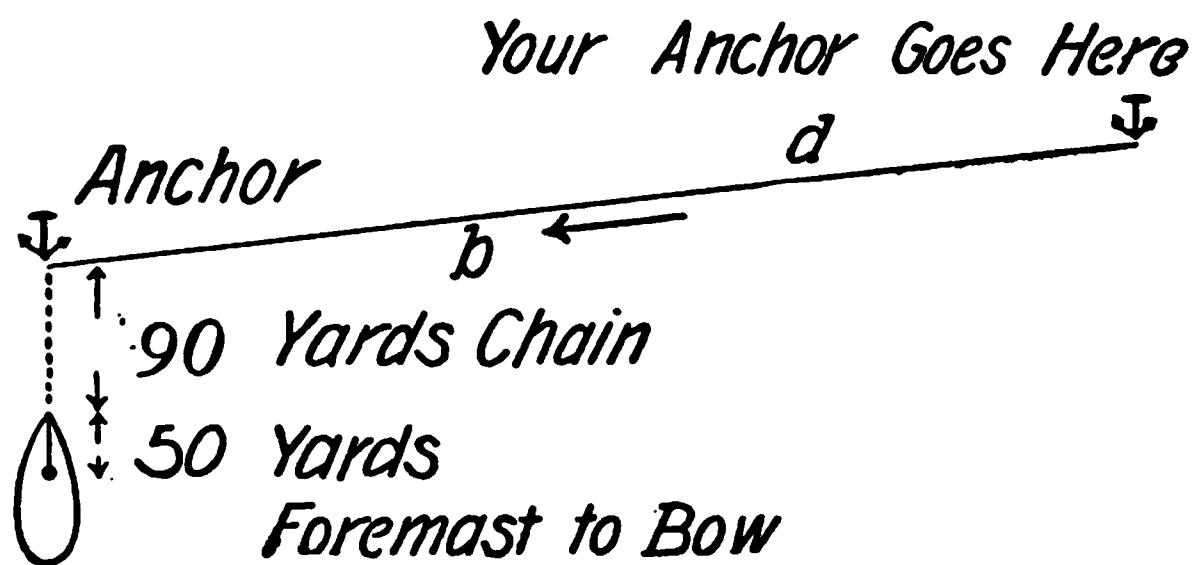 Your Anchor Goes Here
d
Anchor
b
90 Yards Chain
50 Yards
Foremast to Bow